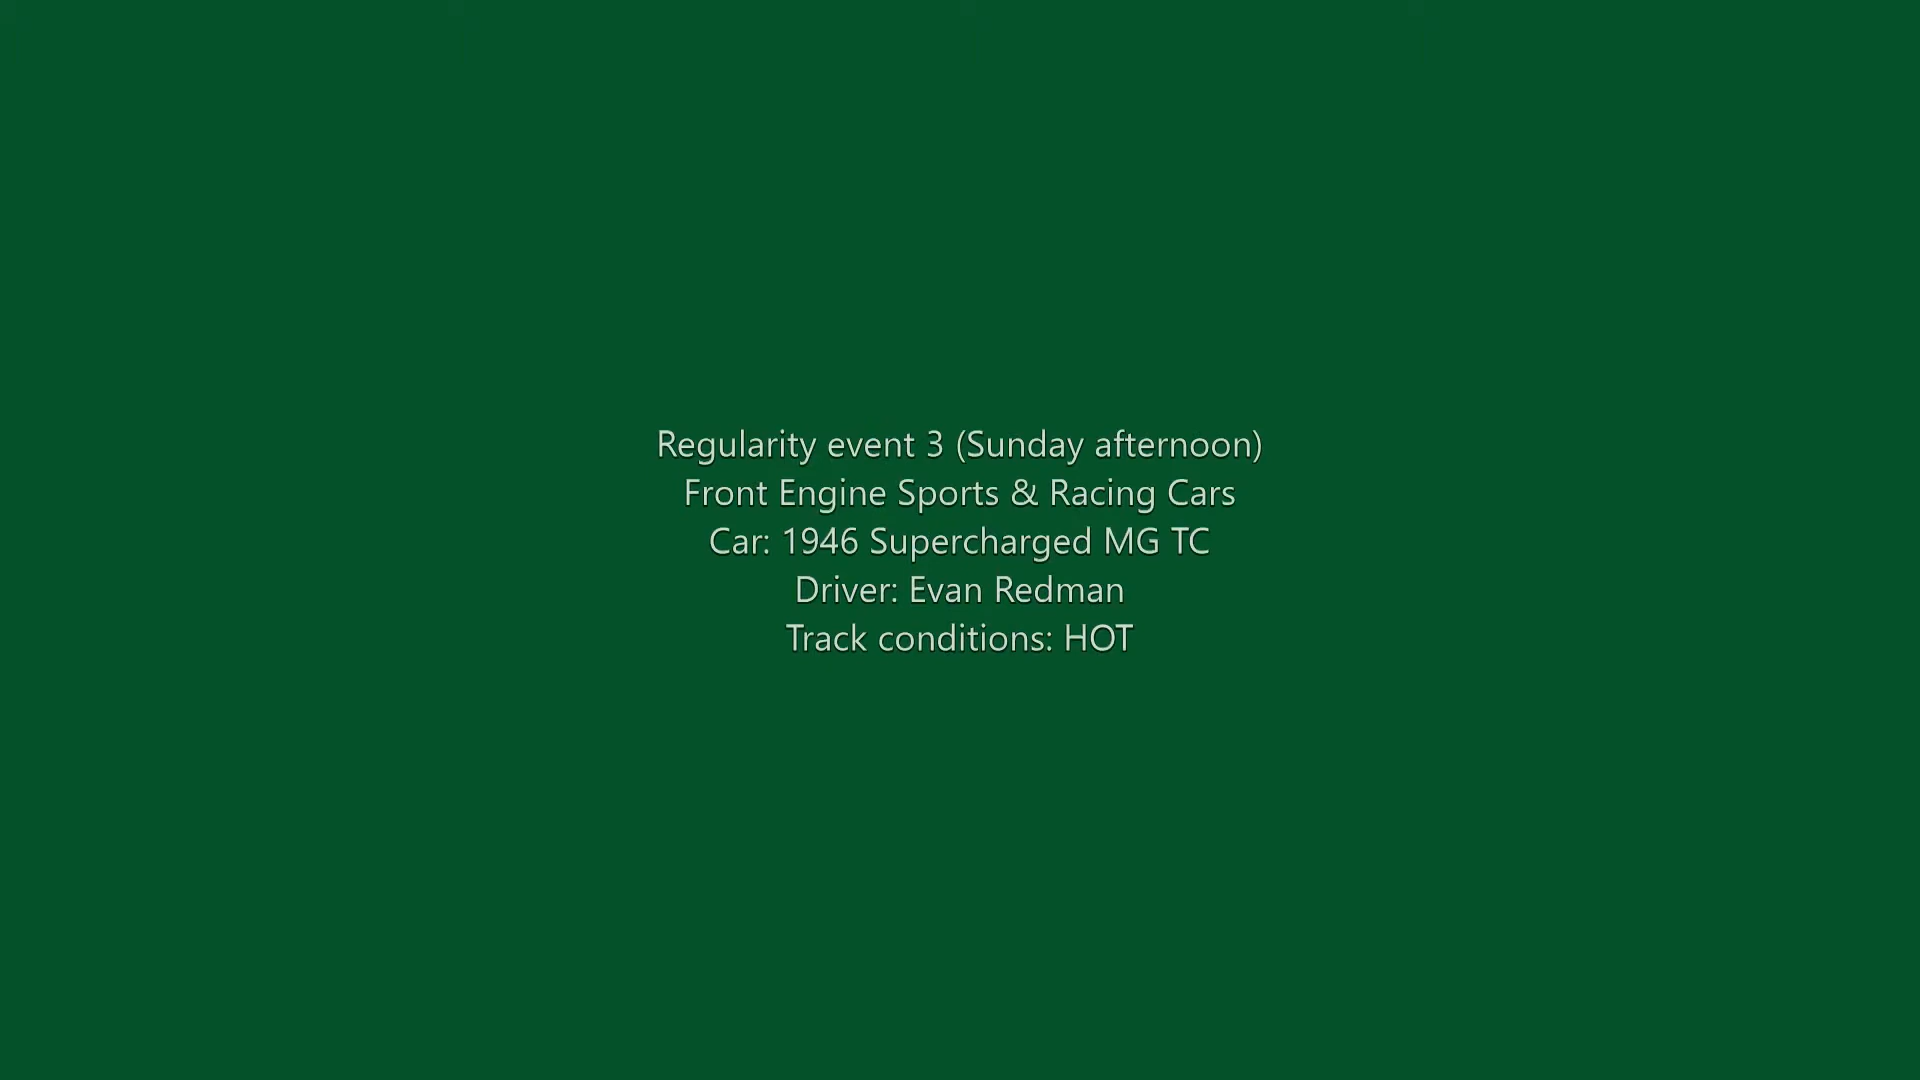 Regularity event 3 (Sunday afternoon)
Front Engine Sports & Racing Cars
Car: 1946 Supercharged MG TC
Driver: Evan Redman
Track conditions: HOT